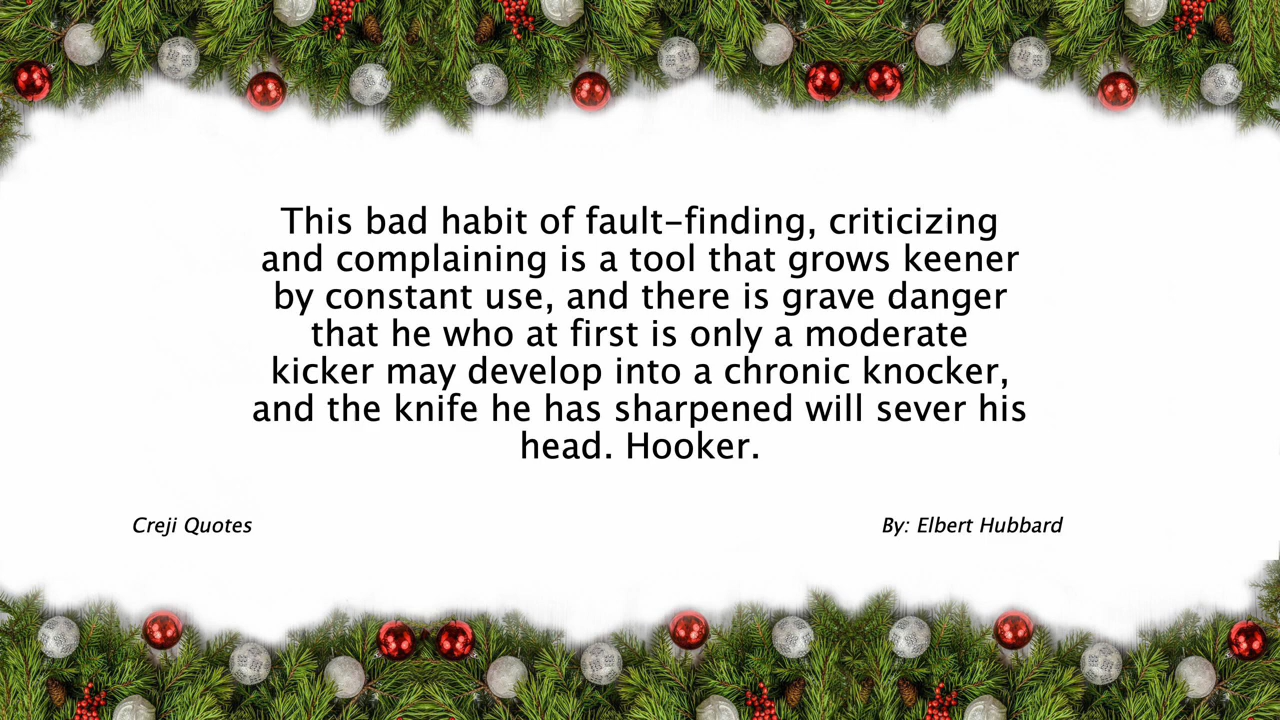 This bad habit of fault-finding, criticizing
and complaining is a tool that grows keener
by constant use, and there is grave danger
that he who at first is only a moderate
kicker may develop into a chronic knocker,
and the knife he has sharpened will sever his
head. Hooker.
Creji Quotes
By: Elbert Hubbard